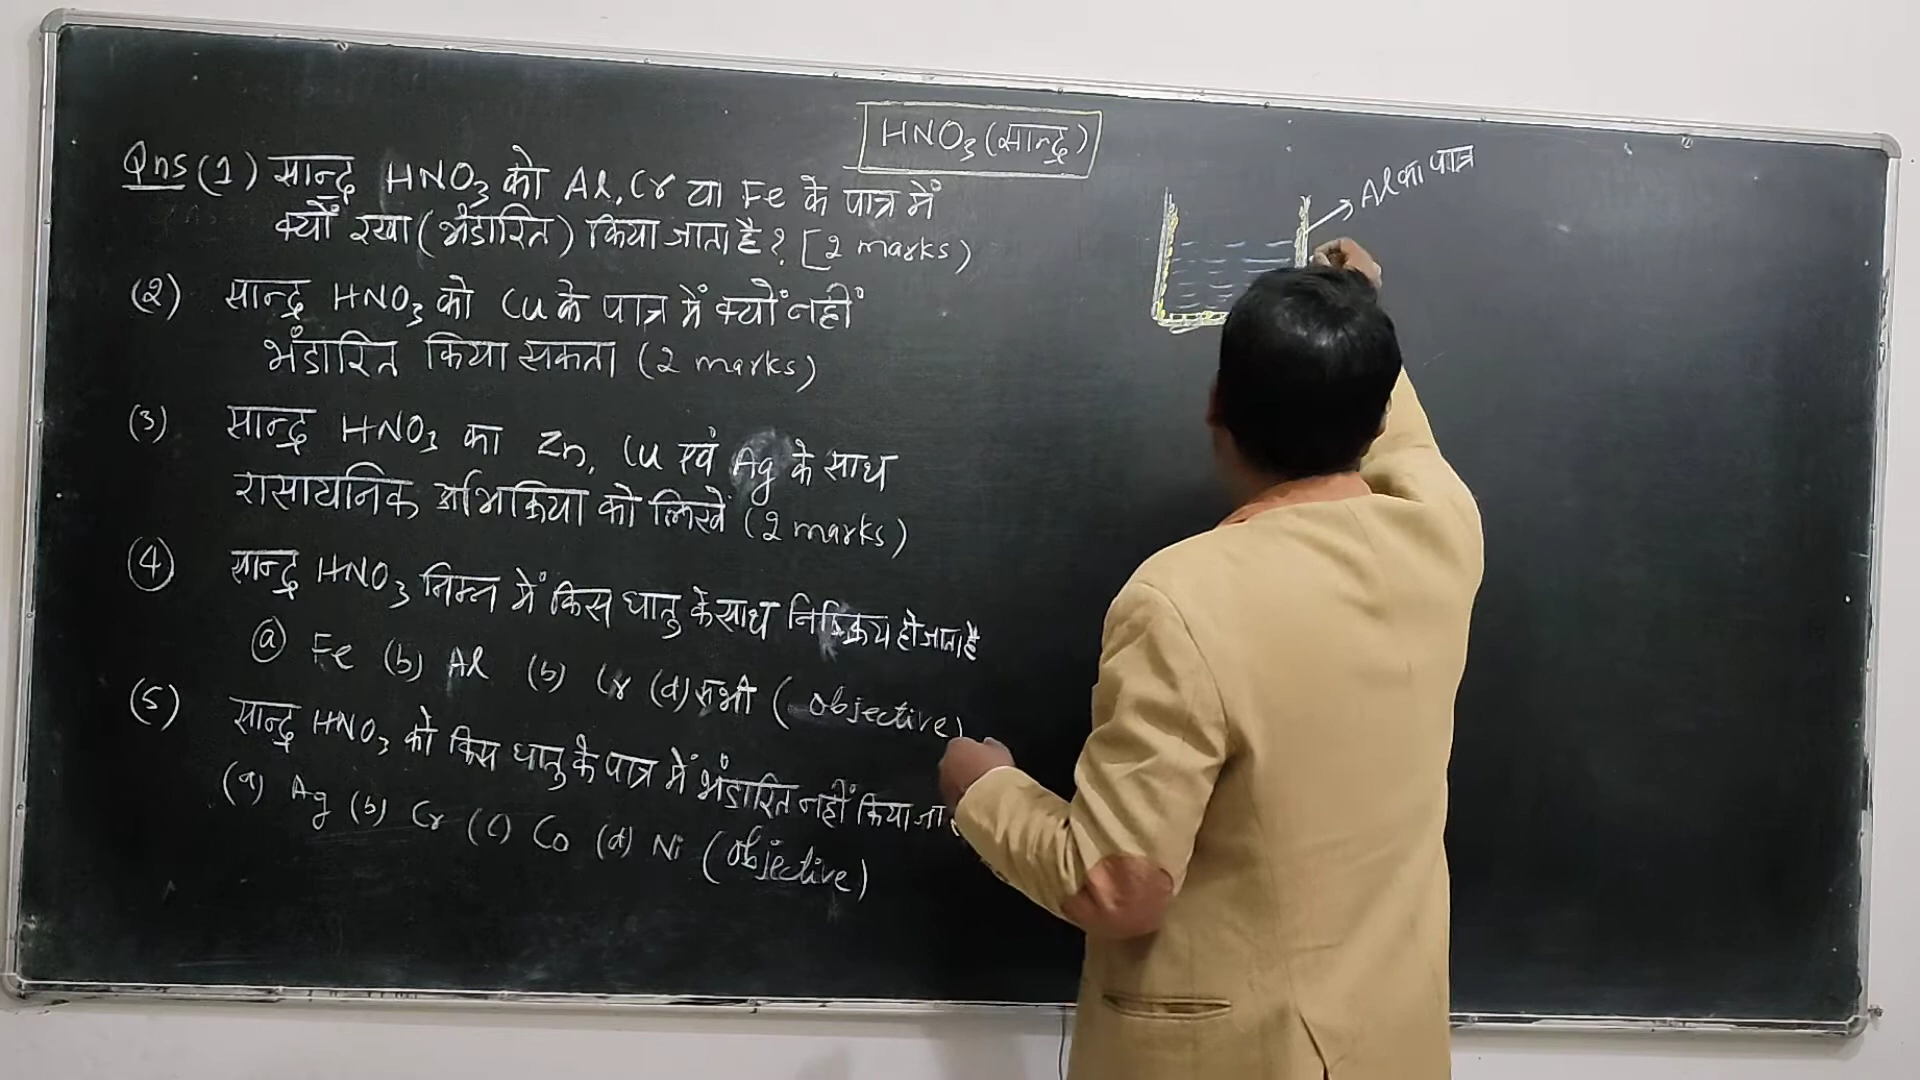 HNO₃ (सान्द्र)
Qns (1) सान्द्र HNO₃ को Al, Cr या Fe के पात्र में
क्यों रखा (भंडारित) किया जाता है? [2 marks)
(2) सान्द्र HNO₃ को Cu के पात्र में क्यों नहीं
भंडारित किया सकता (2 marks)
(3) सान्द्र HNO₃ का Zn, Cu एवं Ag के साथ
रासायनिक अभिक्रिया को लिखें (2 marks)
(4) सान्द्र HNO₃ निम्न में किस धातु के साथ निष्क्रिय हो जाता है
(a) Fe (b) Al (b) Cr (d) सभी (objective)
(5) सान्द्र HNO₃ को किस धातु के पात्र में भंडारित नहीं किया जा
(a) Ag (b) Cr (c) Co (d) Ni (objective)
Al का पात्र